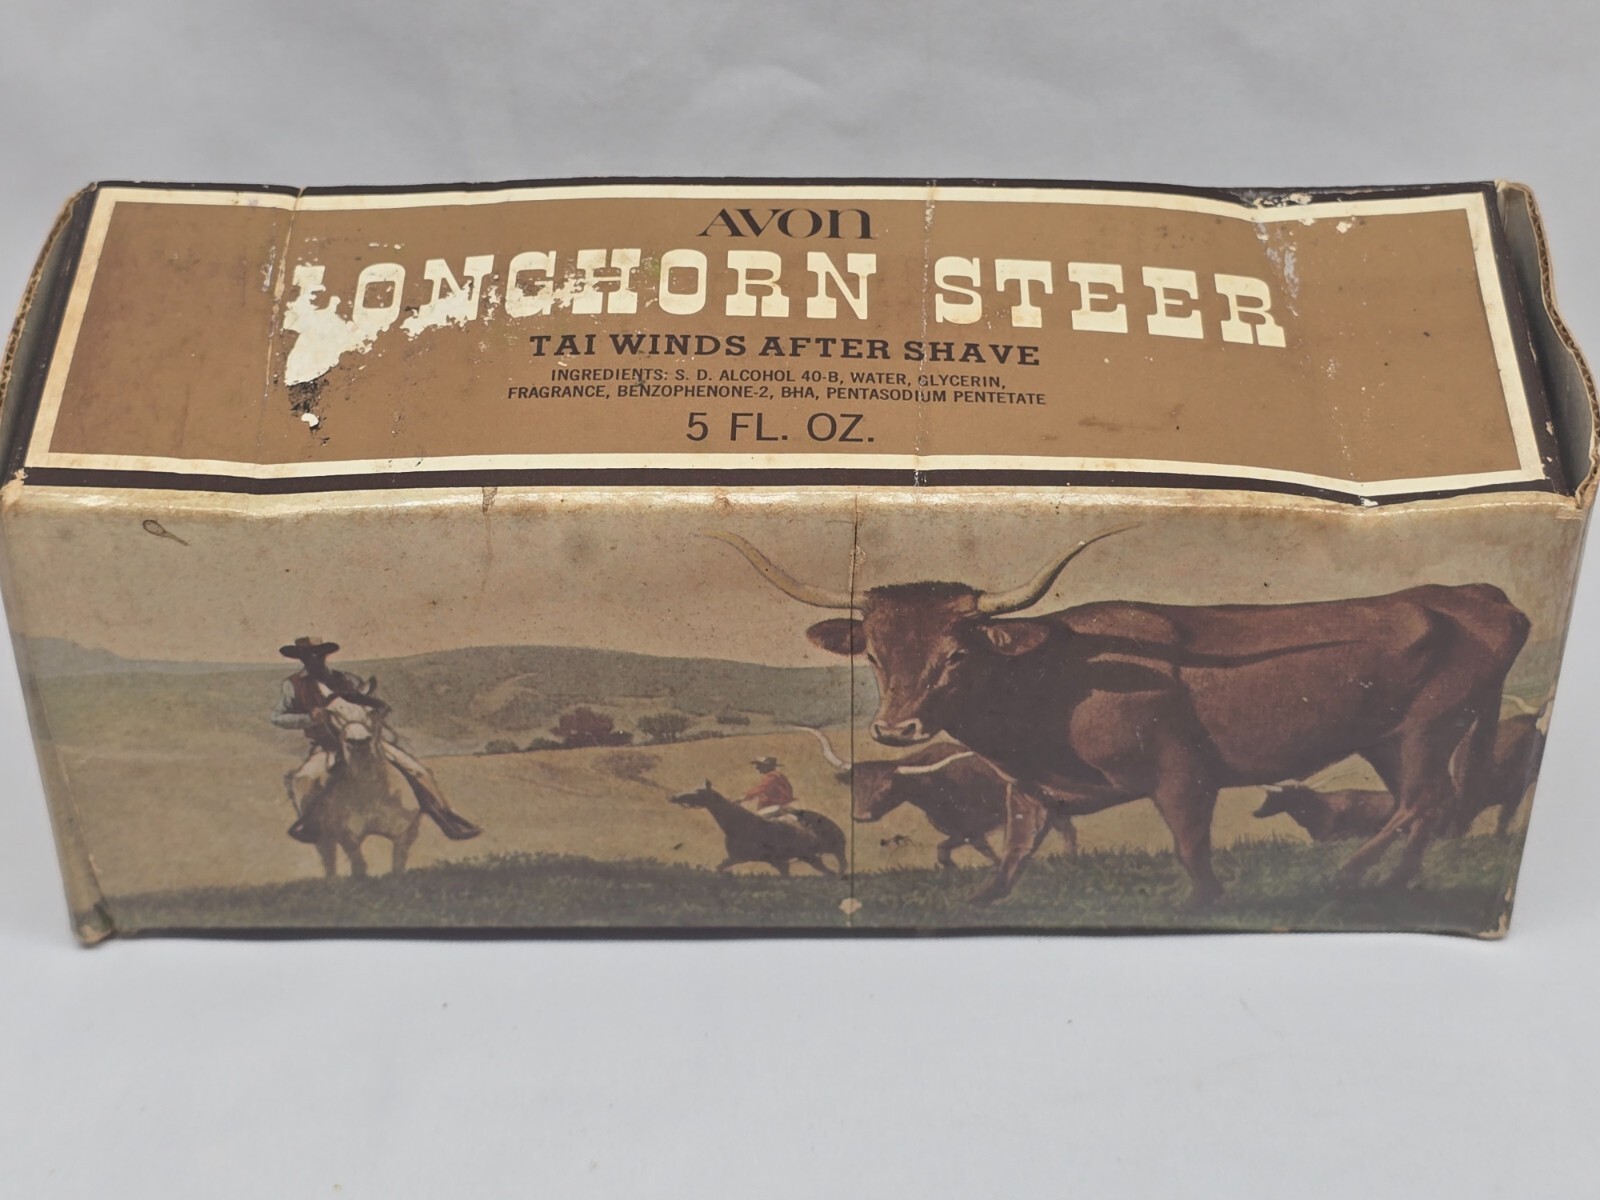 AVON
LONGHORN STEER
TAI WINDS AFTER SHAVE
INGREDIENTS: S. D. ALCOHOL 40-B, WATER, GLYCERIN,
FRAGRANCE, BENZOPHENONE-2, BHA, PENTASODIUM PENTETATE
5 FL. OZ.